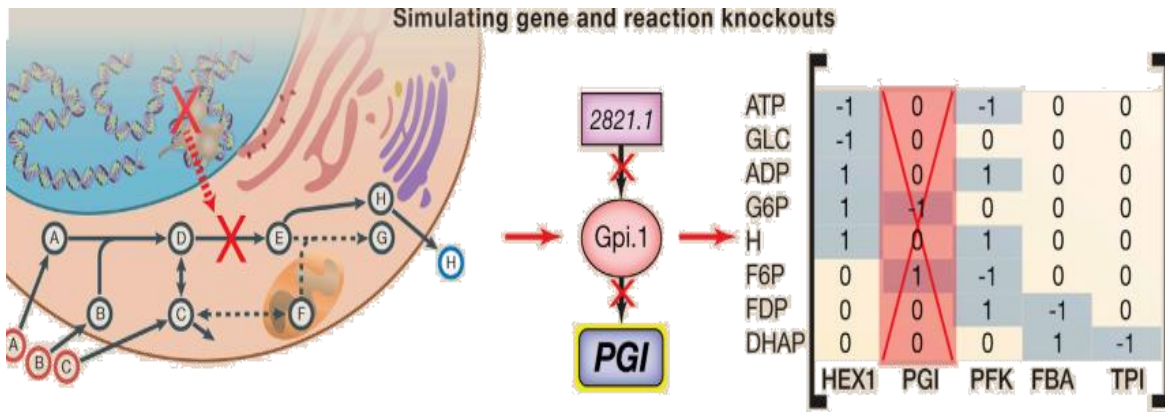 Simulating gene and reaction knockouts
A
D
E
H
G
H
B
C
F
A
B
C
2821.1
Gpi.1
PGI
ATP -1 0 -1 0 0
GLC -1 0 0 0 0
ADP 1 0 1 0 0
G6P 1 -1 0 0 0
H 1 0 1 0 0
F6P 0 1 -1 0 0
FDP 0 0 1 -1 0
DHAP 0 0 0 1 -1
HEX1 PGI PFK FBA TPI